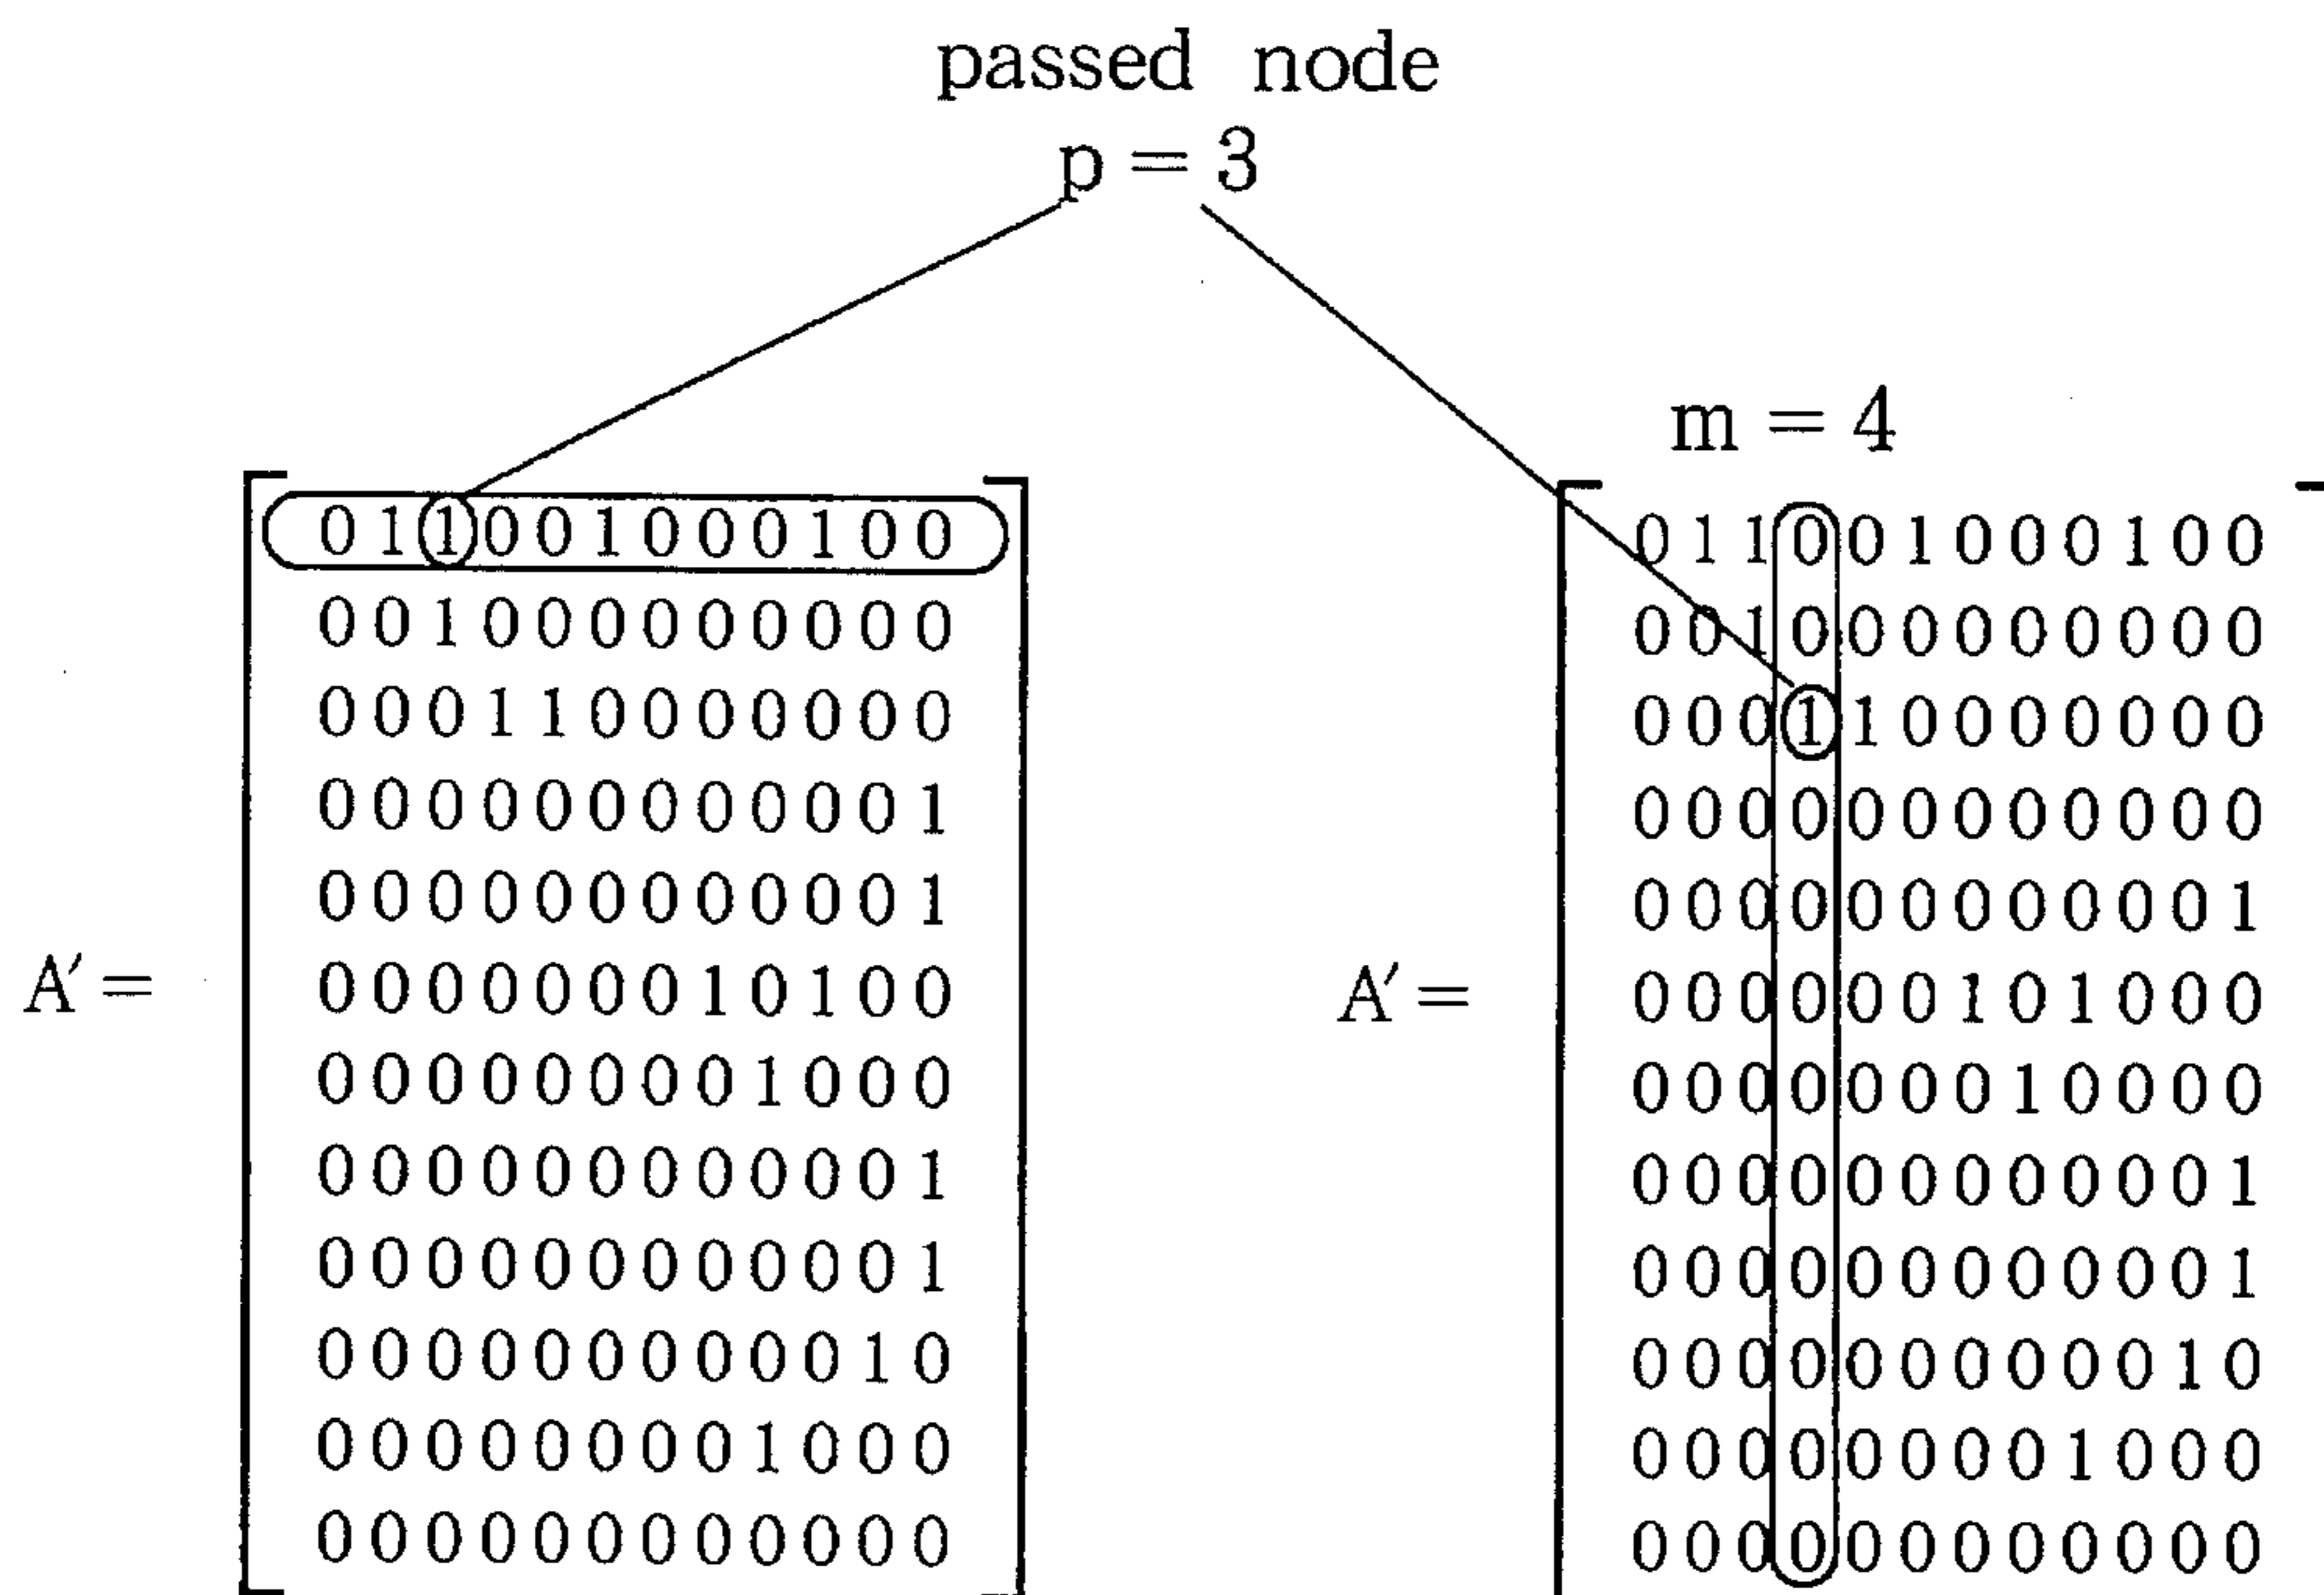 passed node
p = 3
m = 4
A′ =
0 1 1 0 0 1 0 0 0 1 0 0
0 0 1 0 0 0 0 0 0 0 0 0
0 0 0 1 1 0 0 0 0 0 0 0
0 0 0 0 0 0 0 0 0 0 0 1
0 0 0 0 0 0 0 0 0 0 0 1
0 0 0 0 0 0 0 1 0 1 0 0
0 0 0 0 0 0 0 0 1 0 0 0
0 0 0 0 0 0 0 0 0 0 0 1
0 0 0 0 0 0 0 0 0 0 0 1
0 0 0 0 0 0 0 0 0 0 1 0
0 0 0 0 0 0 0 0 1 0 0 0
0 0 0 0 0 0 0 0 0 0 0 0
A′ =
0 1 1 0 0 1 0 0 0 1 0 0
0 0 1 0 0 0 0 0 0 0 0 0
0 0 0 1 1 0 0 0 0 0 0 0
0 0 0 0 0 0 0 0 0 0 0 0
0 0 0 0 0 0 0 0 0 0 0 1
0 0 0 0 0 0 1 0 1 0 0 0
0 0 0 0 0 0 0 1 0 0 0 0
0 0 0 0 0 0 0 0 0 0 0 1
0 0 0 0 0 0 0 0 0 0 0 1
0 0 0 0 0 0 0 0 0 0 1 0
0 0 0 0 0 0 0 0 1 0 0 0
0 0 0 0 0 0 0 0 0 0 0 0